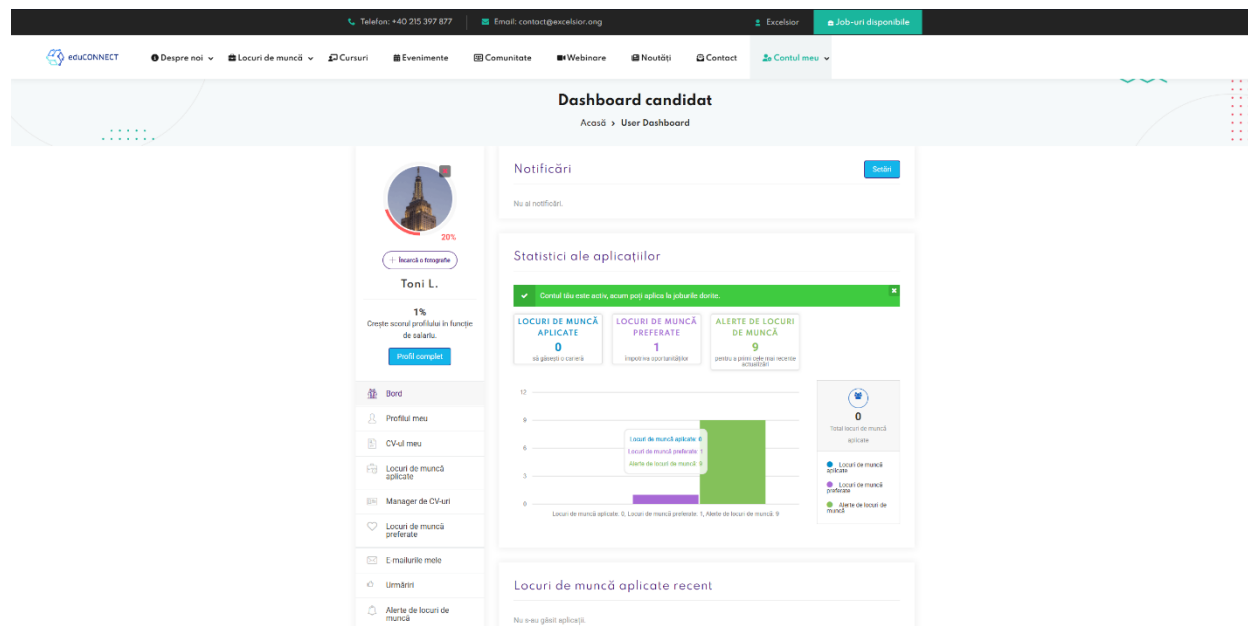 Telefon: +40 215 397 877
Email: contact@excelsior.ong
Excelsior
Job-uri disponibile
eduCONNECT
Despre noi
Locuri de muncă
Cursuri
Evenimente
Comunitate
Webinare
Noutăți
Contact
Contul meu
Dashboard candidat
Acasă > User Dashboard
20%
+ Încarcă o fotografie
Toni L.
1%
Crește scorul profilului în funcție
de salariu.
Profil complet
Bord
Profilul meu
CV-ul meu
Locuri de muncă
aplicate
Manager de CV-uri
Locuri de muncă
preferate
E-mailurile mele
Urmăriri
Alerte de locuri de
muncă
Notificări
Setări
Nu ai notificări.
Statistici ale aplicațiilor
Contul tău este activ, acum poți aplica la joburile dorite.
LOCURI DE MUNCĂ
APLICATE
0
să găsești o carieră
LOCURI DE MUNCĂ
PREFERATE
1
împotriva oportunităților
ALERTE DE LOCURI
DE MUNCĂ
9
pentru a primi cele mai recente
actualizări
12
9
6
3
0
Locuri de muncă aplicate: 0
Locuri de muncă preferate: 1
Alerte de locuri de muncă: 9
Locuri de muncă aplicate: 0, Locuri de muncă preferate: 1, Alerte de locuri de muncă: 9
0
Total locuri de muncă
aplicate
Locuri de muncă
aplicate
Locuri de muncă
preferate
Alerte de locuri de
muncă
Locuri de muncă aplicate recent
Nu s-au găsit aplicații.